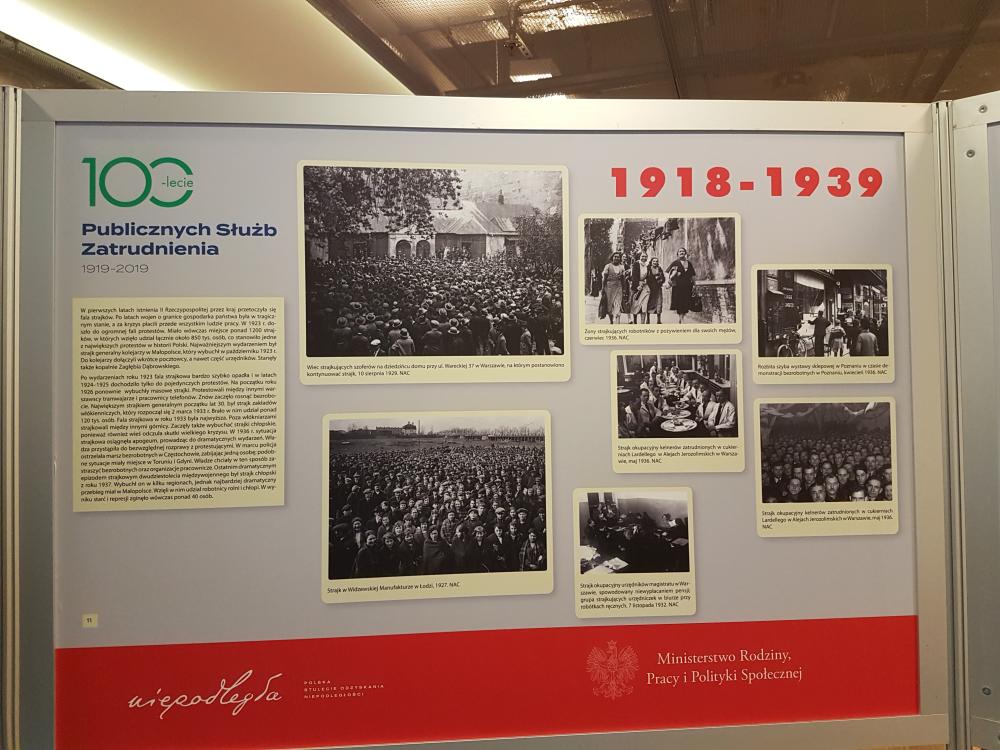 100-lecie
Publicznych Służb
Zatrudnienia
1919-2019
W pierwszych latach istnienia II Rzeczypospolitej przez kraj przetoczyła się
fala strajków. Po latach wojen o granice gospodarka państwa była w tragicz-
nym stanie, a za kryzys płacili przede wszystkim ludzie pracy. W 1923 r. do-
szło do ogromnej fali protestów. Miało wówczas miejsce ponad 1200 straj-
ków, w których wzięło udział łącznie około 850 tys. osób, co stanowiło jedne
z największych protestów w historii Polski. Najważniejszym wydarzeniem był
strajk generalny kolejarzy w Małopolsce, który wybuchł w październiku 1923 r.
Do kolejarzy dołączyli wkrótce pocztowcy, a nawet część urzędników. Stanęły
także kopalnie Zagłębia Dąbrowskiego.
Po wydarzeniach roku 1923 fala strajkowa bardzo szybko opadła i w latach
1924-1925 dochodziło tylko do pojedynczych protestów. Na początku roku
1926 ponownie wybuchły masowe strajki. Protestowali między innymi war-
szawscy tramwajarze i pracownicy telefonów. Znów zaczęło rosnąć bezrobo-
cie. Największym strajkiem generalnym początku lat 30. był strajk zakładów
włókienniczych, który rozpoczął się 2 marca 1933 r. Brało w nim udział ponad
120 tys. osób. Fala strajkowa w roku 1933 była najwyższa. Poza włókniarzami
strajkowali między innymi górnicy. Zaczęły także wybuchać strajki chłopskie,
ponieważ również wieś odczuła skutki wielkiego kryzysu. W 1936 r. sytuacja
strajkowa osiągnęła apogeum, prowadząc do dramatycznych wydarzeń. Wła-
dza przystąpiła do bezwzględnej rozprawy z protestującymi. W marcu policja
ostrzelała marsz bezrobotnych w Częstochowie, zabijając jedną osobę; podob-
ne sytuacje miały miejsce w Toruniu i Gdyni. Władze chciały w ten sposób za-
straszyć bezrobotnych oraz organizacje pracownicze. Ostatnim dramatycznym
epizodem strajkowym dwudziestolecia międzywojennego był strajk chłopski
z roku 1937. Wybuchł on w kilku regionach, jednak najbardziej dramatyczny
przebieg miał w Małopolsce. Wzięli w nim udział robotnicy rolni i chłopi. W wy-
niku starć i represji zginęło wówczas ponad 40 osób.
11
Wiec strajkujących szoferów na dziedzińcu domu przy ul. Wareckiej 37 w Warszawie, na którym postanowiono
kontynuować strajk, 10 sierpnia 1929. NAC
Strajk w Widzewskiej Manufakturze w Łodzi, 1927. NAC
1918-1939
Żony strajkujących robotników z pożywieniem dla swoich mężów,
czerwiec 1936. NAC
Rozbita szyba wystawy sklepowej w Poznaniu w czasie de-
monstracji bezrobotnych w Poznaniu, kwiecień 1936. NAC
Strajk okupacyjny kelnerów zatrudnionych w cukier-
niach Lardellego w Alejach Jerozolimskich w Warsza-
wie, maj 1936. NAC
Strajk okupacyjny kelnerów zatrudnionych w cukierniach
Lardellego w Alejach Jerozolimskich w Warszawie, maj 1936.
NAC
Strajk okupacyjny urzędników magistratu w War-
szawie, spowodowany niewypłacaniem pensji;
grupa strajkujących urzędniczek w biurze przy
robótkach ręcznych, 7 listopada 1932. NAC
niepodległa
POLSKA
STULECIE ODZYSKANIA
NIEPODLEGŁOŚCI
Ministerstwo Rodziny,
Pracy i Polityki Społecznej